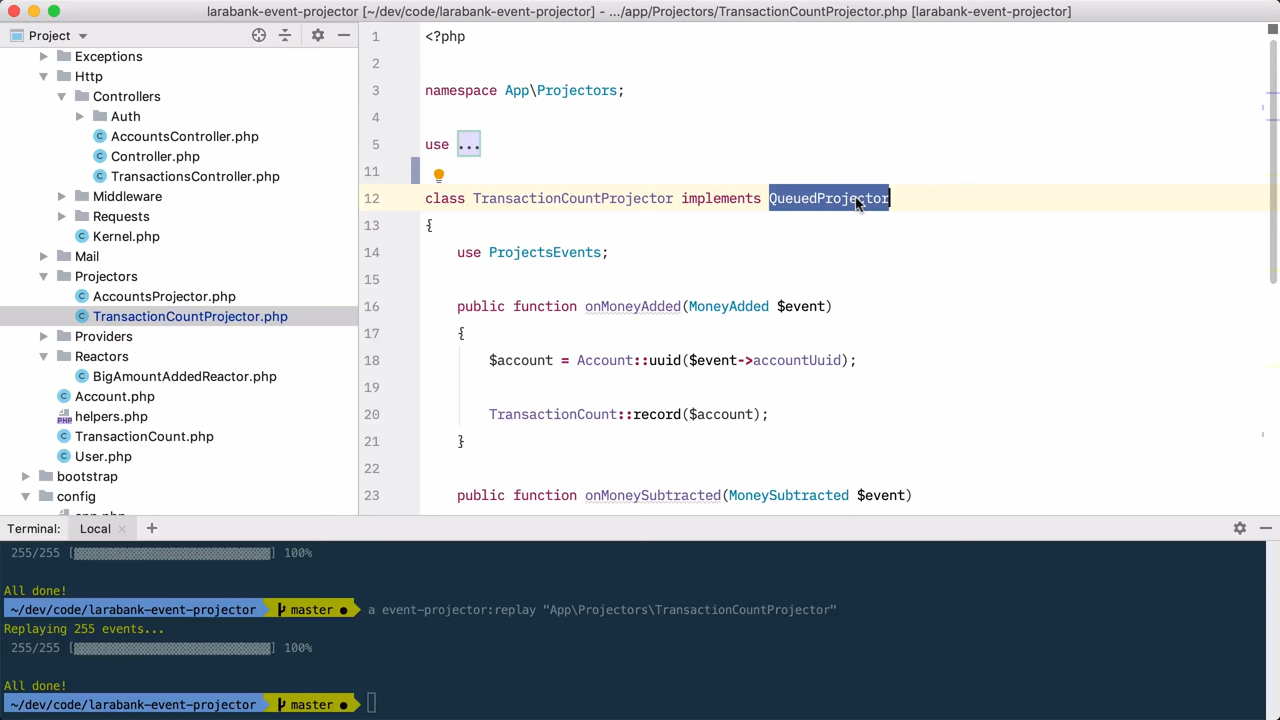 larabank-event-projector [~/dev/code/larabank-event-projector] - .../app/Projectors/TransactionCountProjector.php [larabank-event-projector]
Project
Exceptions
Http
Controllers
Auth
AccountsController.php
Controller.php
TransactionsController.php
Middleware
Requests
Kernel.php
Mail
Projectors
AccountsProjector.php
TransactionCountProjector.php
Providers
Reactors
BigAmountAddedReactor.php
Account.php
helpers.php
TransactionCount.php
User.php
bootstrap
config
1 <?php
2
3 namespace App\Projectors;
4
5 use ...
11
12 class TransactionCountProjector implements QueuedProjector
13 {
14 use ProjectsEvents;
15
16 public function onMoneyAdded(MoneyAdded $event)
17 {
18 $account = Account::uuid($event->accountUuid);
19
20 TransactionCount::record($account);
21 }
22
23 public function onMoneySubtracted(MoneySubtracted $event)
Terminal: Local
255/255 [▓▓▓▓▓▓▓▓▓▓▓▓▓▓▓▓▓▓▓▓▓▓▓▓▓▓▓▓] 100%
All done!
~/dev/code/larabank-event-projector master ● a event-projector:replay "App\Projectors\TransactionCountProjector"
Replaying 255 events...
255/255 [▓▓▓▓▓▓▓▓▓▓▓▓▓▓▓▓▓▓▓▓▓▓▓▓▓▓▓▓] 100%
All done!
~/dev/code/larabank-event-projector master ●